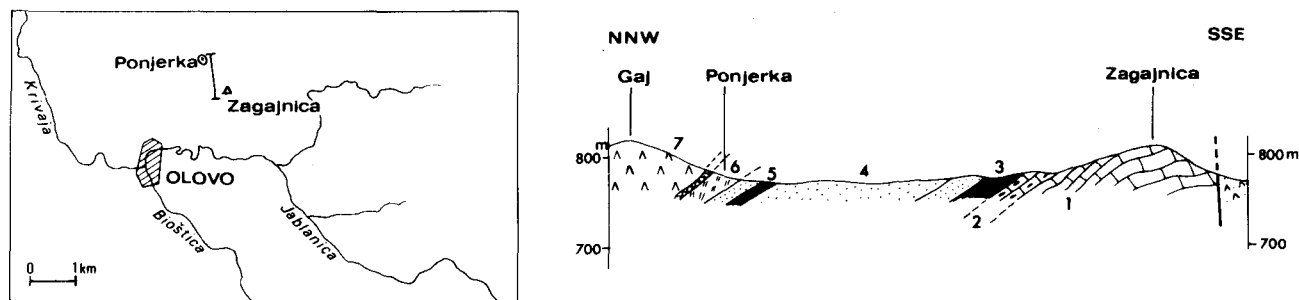 Ponjerka
Zagajnica
Krivaja
OLOVO
Bioštica
Jablanica
0 1km
NNW
SSE
Gaj
Ponjerka
Zagajnica
m
800
700
800 m
700
7
6
5
4
3
2
1